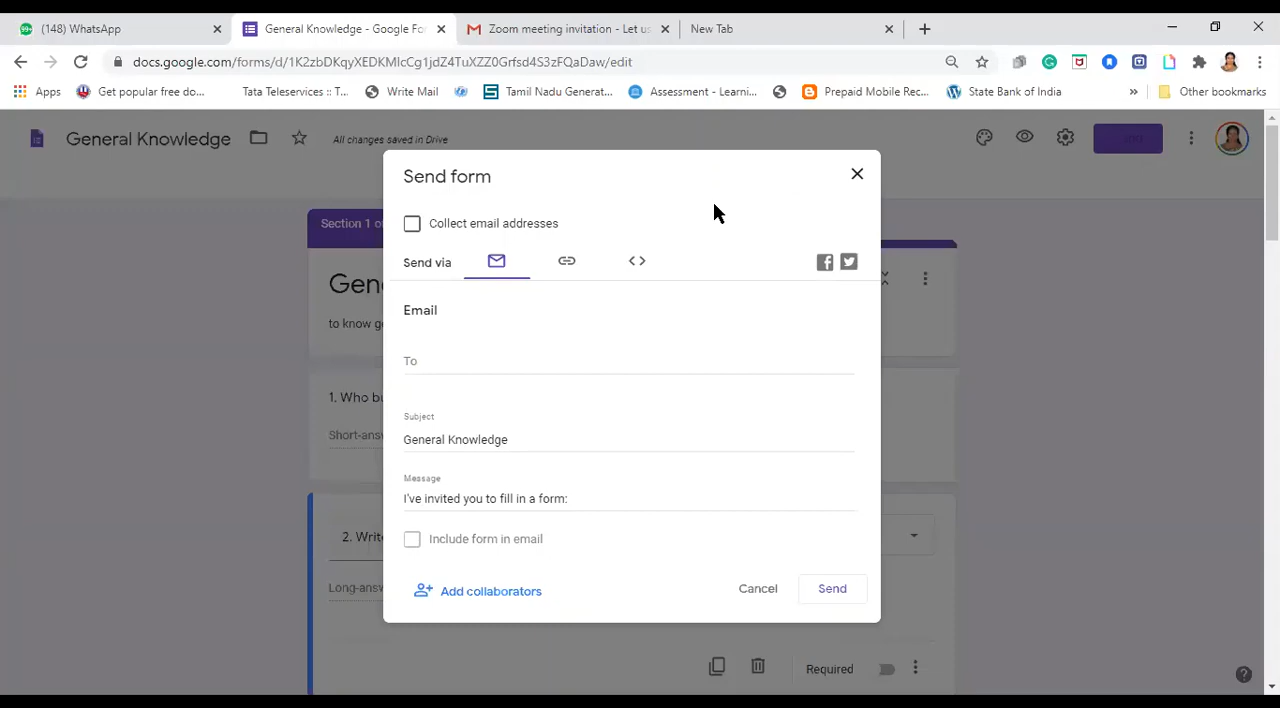 (148) WhatsApp
General Knowledge - Google Fo
Zoom meeting invitation - Let us
New Tab
docs.google.com/forms/d/1K2zbDKqyXEDKMlcCg1jdZ4TUXZZ0Grfs4S3zFQaDaw/edit
Apps
Get popular free do...
Tata Teleservices :: T...
Write Mail
Tamil Nadu Generat...
Assessment - Learni...
Prepaid Mobile Rec...
State Bank of India
»
Other bookmarks
General Knowledge
All changes saved in Drive
Send form
Collect email addresses
Section 1 of
Send via
Gen
Email
to know ge
To
1. Who bu
Subject
Short-ans
General Knowledge
Message
I've invited you to fill in a form:
2. Write
Include form in email
Long-answ
Add collaborators
Cancel
Send
Required